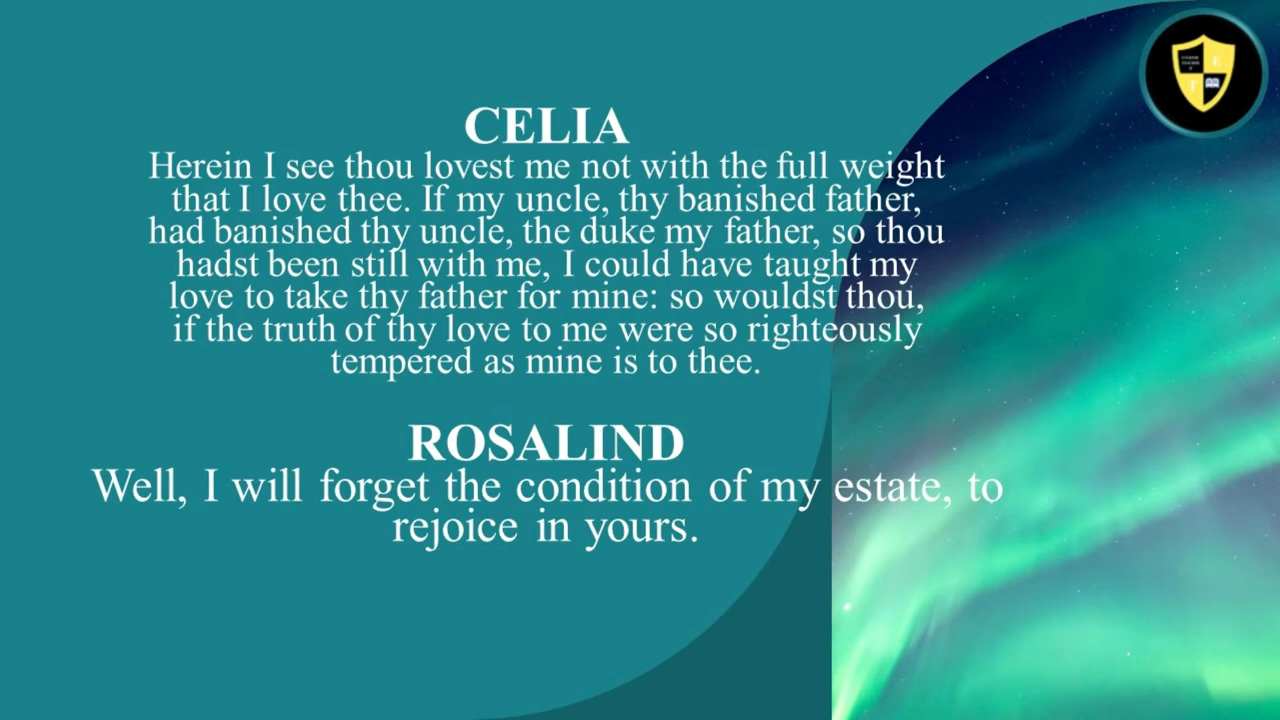 CELIA
Herein I see thou lovest me not with the full weight
that I love thee. If my uncle, thy banished father,
had banished thy uncle, the duke my father, so thou
hadst been still with me, I could have taught my
love to take thy father for mine: so wouldst thou,
if the truth of thy love to me were so righteously
tempered as mine is to thee.
ROSALIND
Well, I will forget the condition of my estate, to
rejoice in yours.